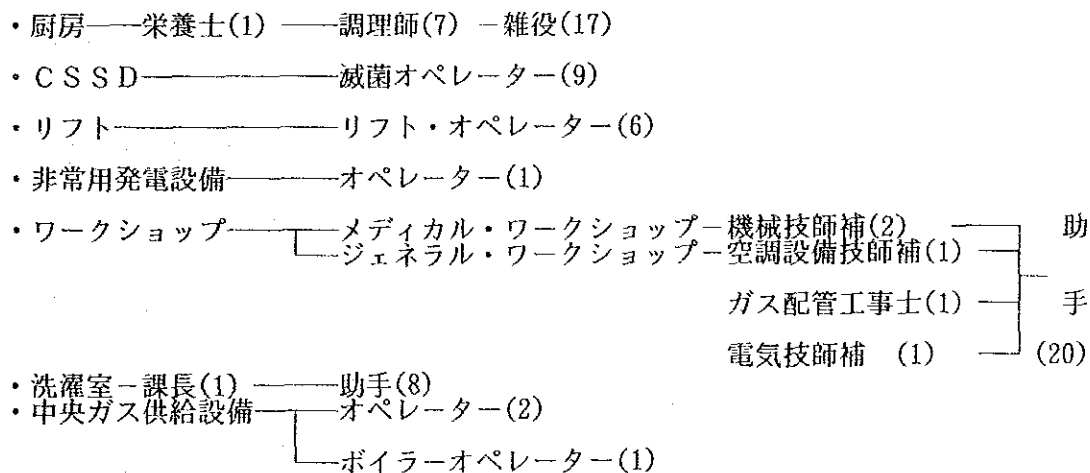 ・厨房――栄養士(1)――調理師(7)－雑役(17)
・ＣＳＳＤ――――滅菌オペレーター(9)
・リフト――――リフト・オペレーター(6)
・非常用発電設備――――オペレーター(1)
・ワークショップ――メディカル・ワークショップ－機械技師補(2)――助
ジェネラル・ワークショップ－空調設備技師補(1)
ガス配管工事士(1) 手
電気技師補 (1) (20)
・洗濯室－課長(1)――助手(8)
・中央ガス供給設備――オペレーター(2)
ボイラーオペレーター(1)